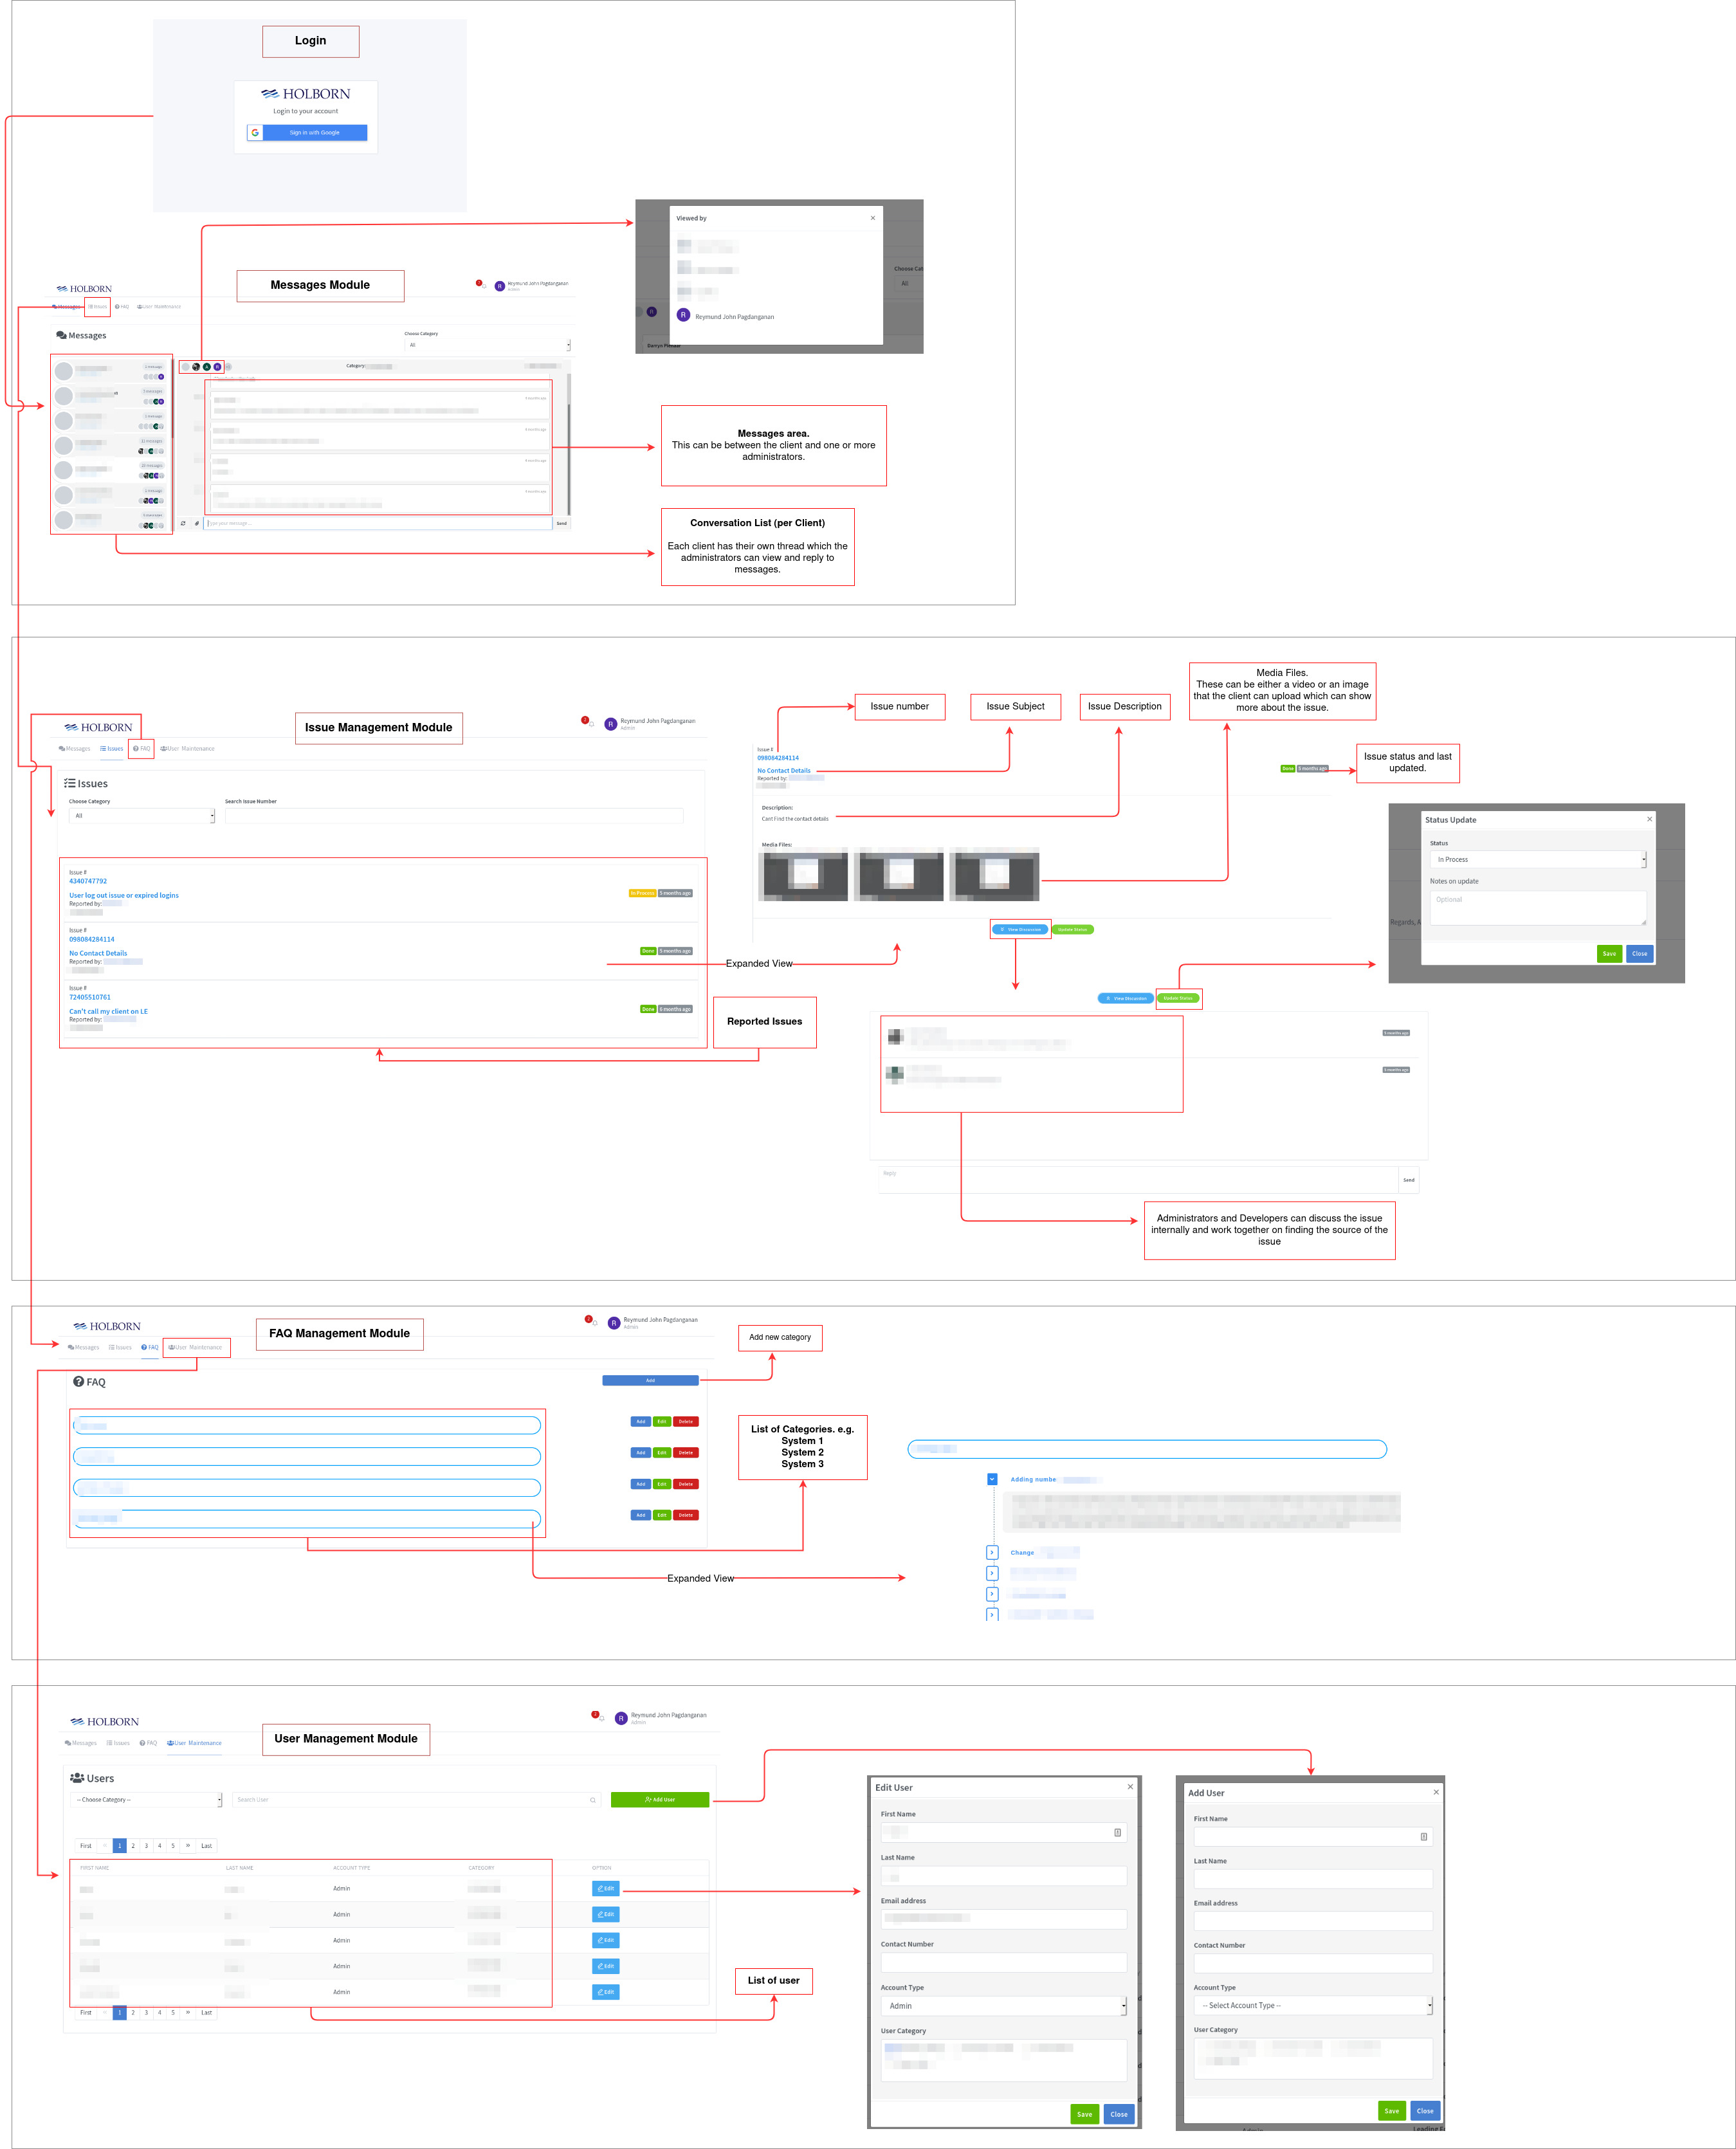 Login
HOLBORN
Login to your account
Sign in with Google
Viewed by
×
Reymund John Pagdanganan
Choose Cat
All
Messages Module
HOLBORN
Reymund John Pagdanganan
Admin
Messages
Issues
FAQ
User Maintenance
Messages
Choose Category
All
Category:
5 months ago
Type your message...
Send
Messages area.
This can be between the client and one or more
administrators.
Conversation List (per Client)
Each client has their own thread which the
administrators can view and reply to
messages.
Issue Management Module
HOLBORN
2
Reymund John Pagdanganan
Admin
Messages
Issues
FAQ
User Maintenance
Issues
Choose Category
Search Issue Number
All
Issue #
4340747792
User log out issue or expired logins
Reported by:
In Process
5 months ago
Issue #
098084284114
No Contact Details
Reported by:
Done
5 months ago
Issue #
72405510761
Can't call my client on LE
Reported by:
Done
6 months ago
Expanded View
Reported Issues
Issue number
Issue Subject
Issue Description
Media Files.
These can be either a video or an image
that the client can upload which can show
more about the issue.
Issue #
098084284114
No Contact Details
Reported by:
Done
5 months ago
Issue status and last
updated.
Description:
Cant Find the contact details
Media Files:
View Discussion
Update Status
Status Update
×
Status
In Process
Notes on update
Optional
Regards, A
Save
Close
View Discussion
Update Status
5 months ago
5 months ago
Reply
Send
Administrators and Developers can discuss the issue
internally and work together on finding the source of the
issue
FAQ Management Module
HOLBORN
2
Reymund John Pagdanganan
Admin
Messages
Issues
FAQ
User Maintenance
FAQ
Add
Add new category
Add
Edit
Delete
Add
Edit
Delete
Add
Edit
Delete
Add
Edit
Delete
List of Categories. e.g.
System 1
System 2
System 3
Expanded View
Adding numbe
Change
User Management Module
HOLBORN
2
Reymund John Pagdanganan
Admin
Messages
Issues
FAQ
User Maintenance
Users
-- Choose Category --
Search User
Add User
First
«
1
2
3
4
5
»
Last
FIRST NAME
LAST NAME
ACCOUNT TYPE
CATEGORY
OPTION
Admin
Edit
Admin
Edit
Admin
Edit
Admin
Edit
Admin
Edit
First
«
1
2
3
4
5
»
Last
List of user
Edit User
×
First Name
Last Name
Email address
Contact Number
Account Type
Admin
User Category
Save
Close
Add User
×
First Name
Last Name
Email address
Contact Number
Account Type
-- Select Account Type --
User Category
Save
Close